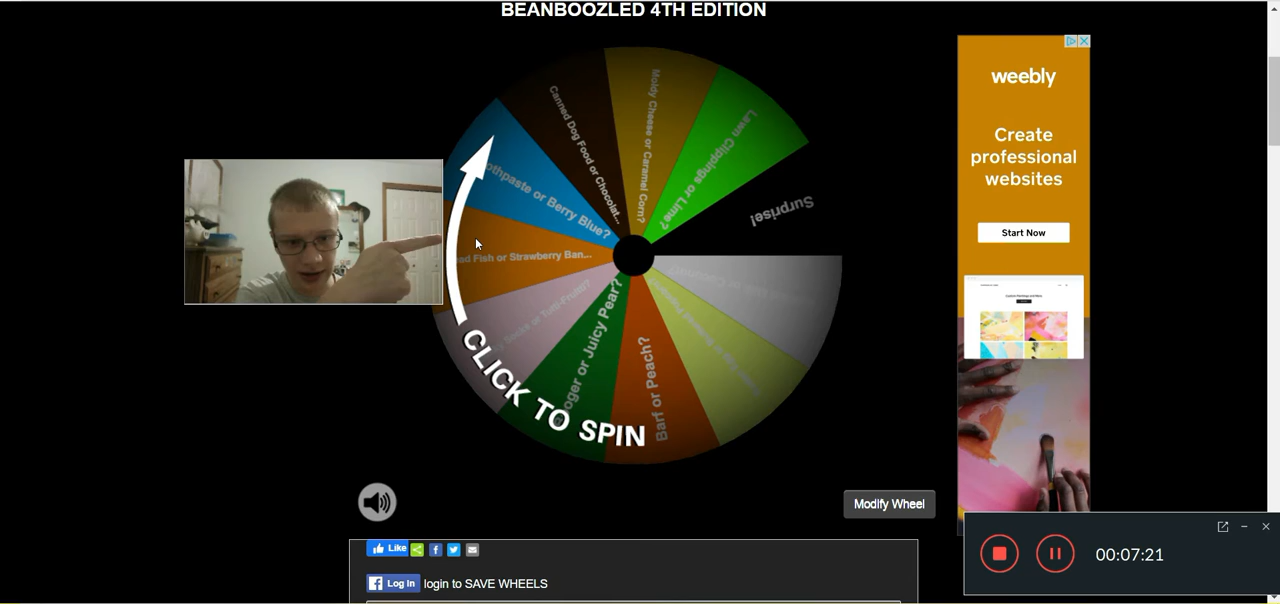 BEANBOOZLED 4TH EDITION
Canned Dog Food or Chocolat...
Moldy Cheese or Caramel Corn?
Lawn Clippings or Lime?
Surprise!
othpaste or Berry Blue?
ad Fish or Strawberry Ban...
Socks or Tutti-Frutti?
oger or Juicy Pear?
Barf or Peach?
CLICK TO SPIN
weebly
Create
professional
websites
Start Now
Modify Wheel
Like
Log In login to SAVE WHEELS
00:07:21